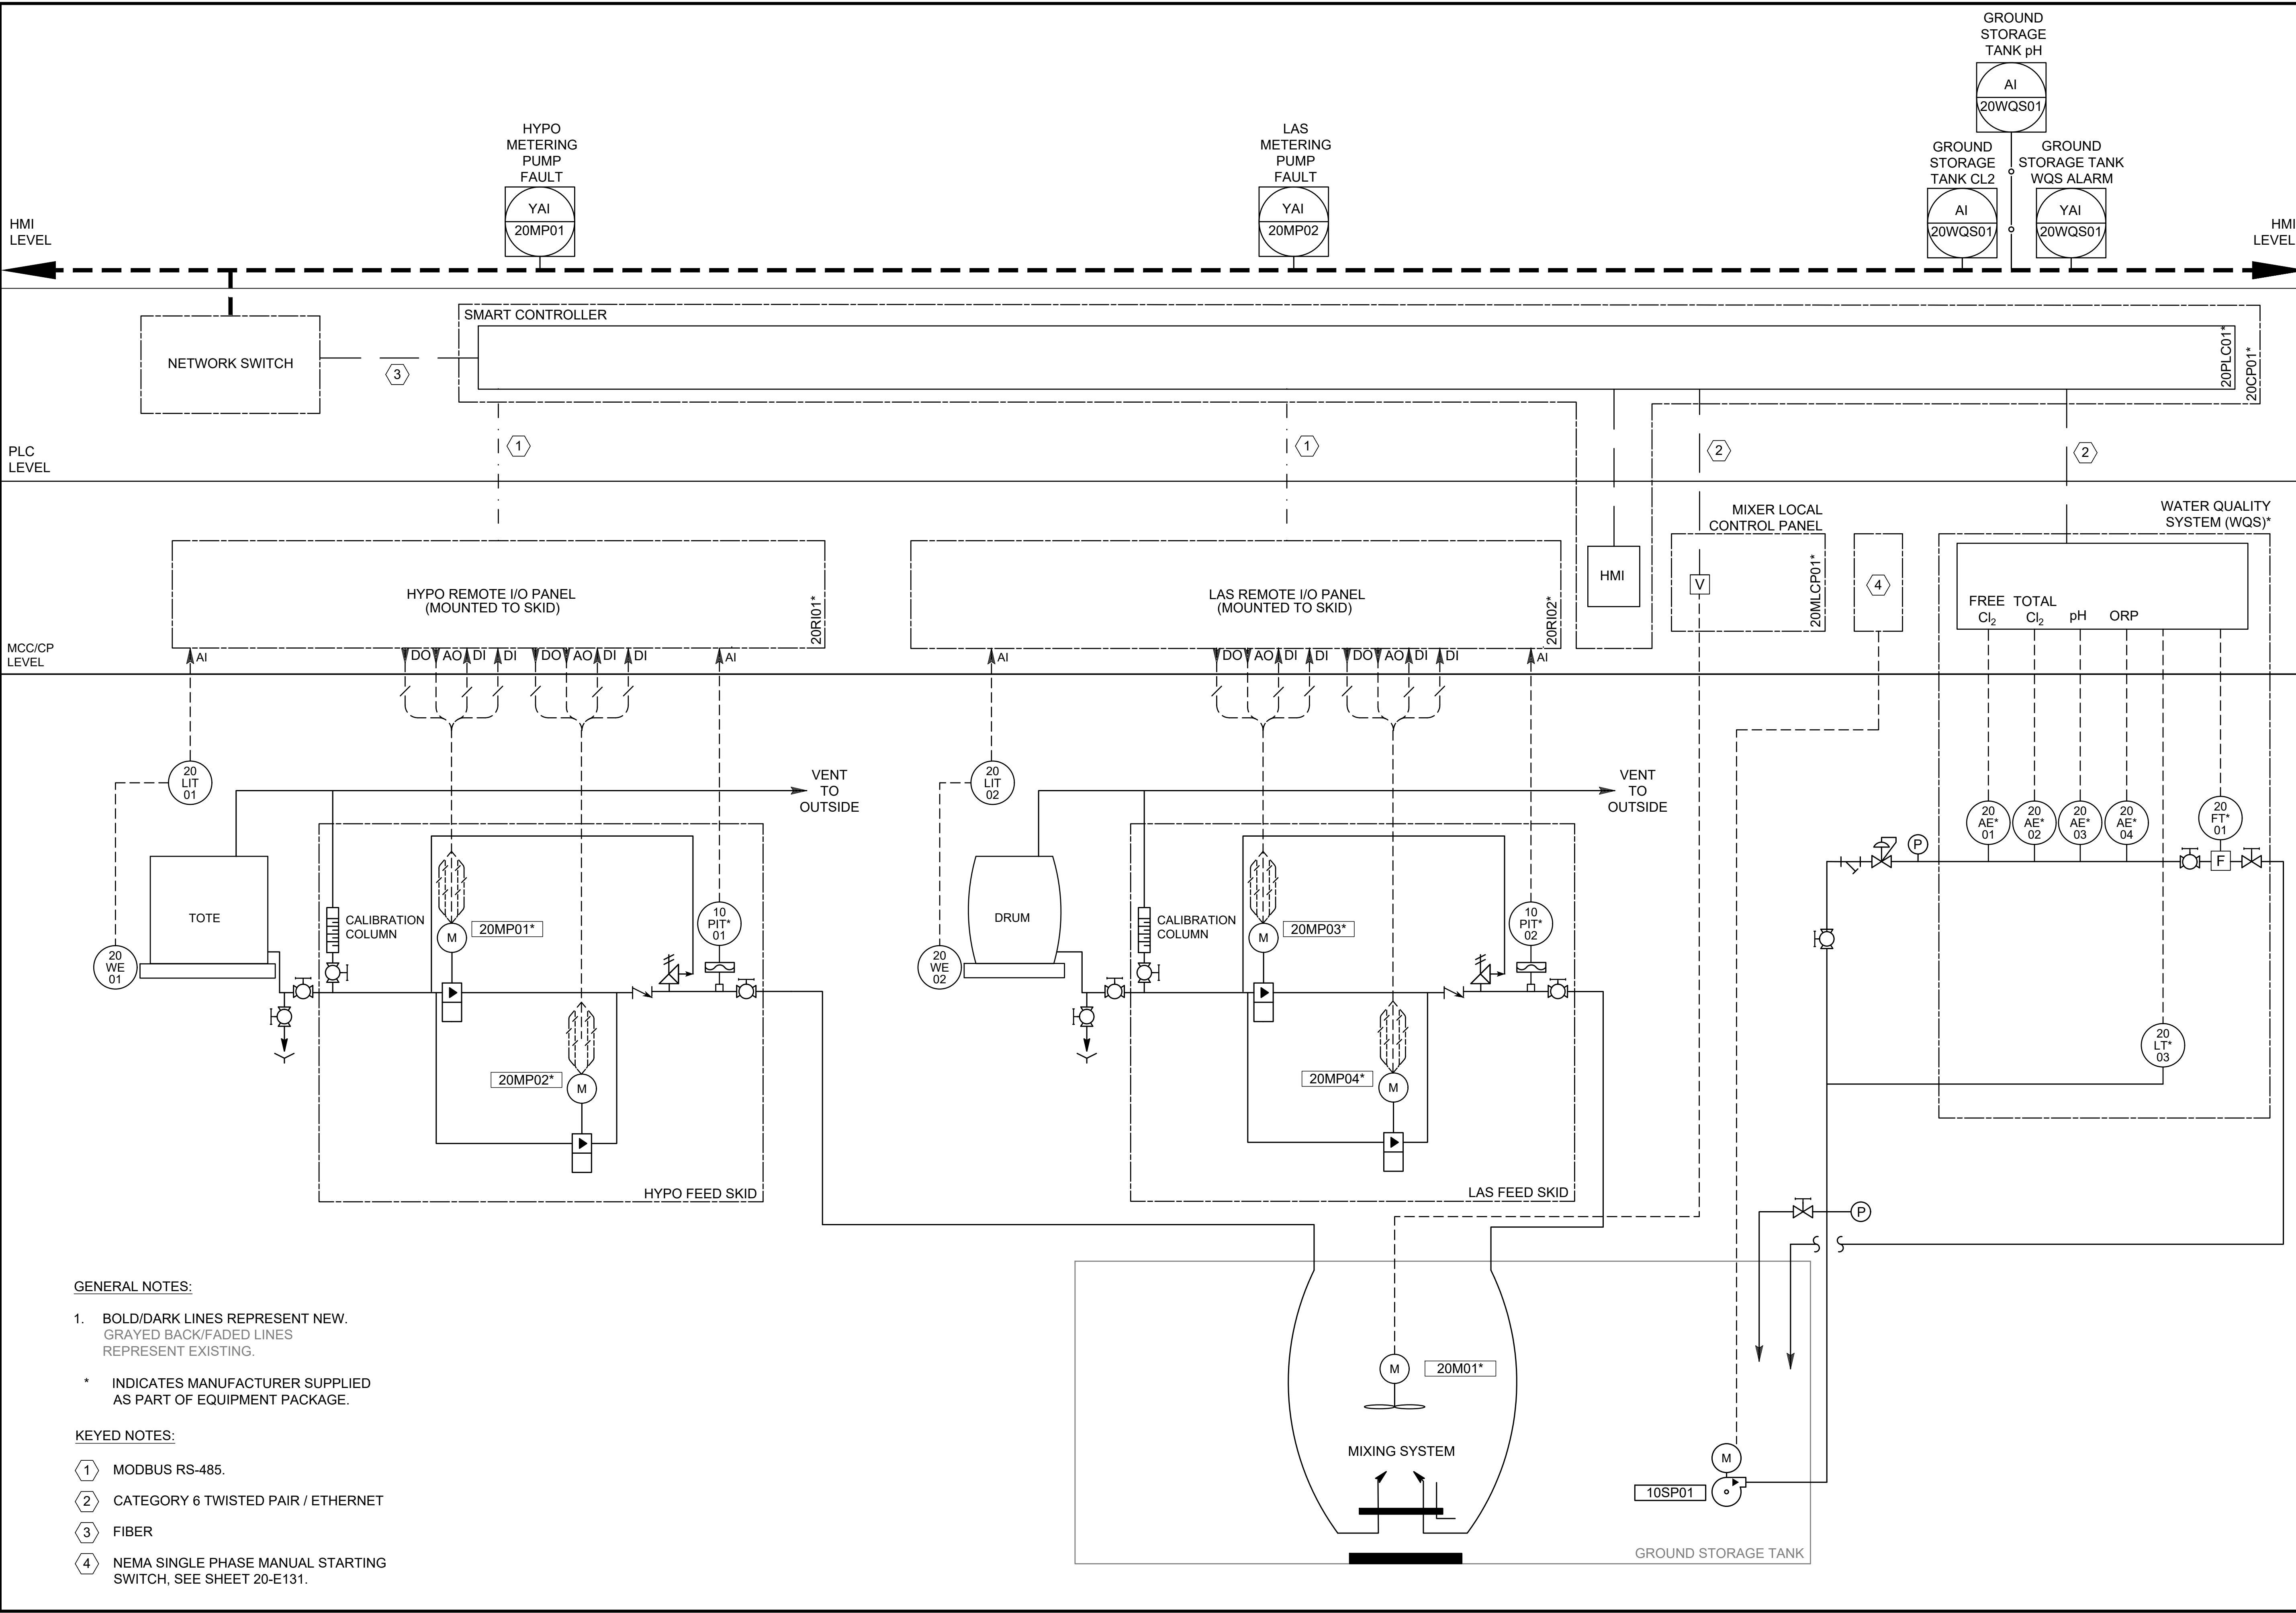 GROUND
STORAGE
TANK pH
AI
20WQS01
HYPO
METERING
PUMP
FAULT
YAI
20MP01
LAS
METERING
PUMP
FAULT
YAI
20MP02
GROUND
STORAGE
TANK CL2
AI
20WQS01
GROUND
STORAGE TANK
WQS ALARM
YAI
20WQS01
HMI
LEVEL
HMI
LEVEL
SMART CONTROLLER
NETWORK SWITCH
3
20PLC01*
20CP01*
PLC
LEVEL
1
1
2
2
HYPO REMOTE I/O PANEL
(MOUNTED TO SKID)
20RI01*
LAS REMOTE I/O PANEL
(MOUNTED TO SKID)
20RI02*
HMI
MIXER LOCAL
CONTROL PANEL
V
20MLCP01*
4
WATER QUALITY
SYSTEM (WQS)*
FREE
Cl2
TOTAL
Cl2
pH
ORP
MCC/CP
LEVEL
AI
DO
AO
DI
DI
DO
AO
DI
DI
AI
AI
DO
AO
DI
DI
DO
AO
DI
DI
AI
20
LIT
01
VENT
TO
OUTSIDE
20
LIT
02
VENT
TO
OUTSIDE
20
AE*
01
20
AE*
02
20
AE*
03
20
AE*
04
20
FT*
01
P
F
TOTE
20
WE
01
CALIBRATION
COLUMN
M
20MP01*
10
PIT*
01
20MP02*
M
HYPO FEED SKID
DRUM
20
WE
02
CALIBRATION
COLUMN
M
20MP03*
10
PIT*
02
20MP04*
M
LAS FEED SKID
20
LT*
03
P
M
20M01*
MIXING SYSTEM
M
10SP01
GROUND STORAGE TANK
GENERAL NOTES:
1. BOLD/DARK LINES REPRESENT NEW.
GRAYED BACK/FADED LINES
REPRESENT EXISTING.
* INDICATES MANUFACTURER SUPPLIED
AS PART OF EQUIPMENT PACKAGE.
KEYED NOTES:
1 MODBUS RS-485.
2 CATEGORY 6 TWISTED PAIR / ETHERNET
3 FIBER
4 NEMA SINGLE PHASE MANUAL STARTING
SWITCH, SEE SHEET 20-E131.